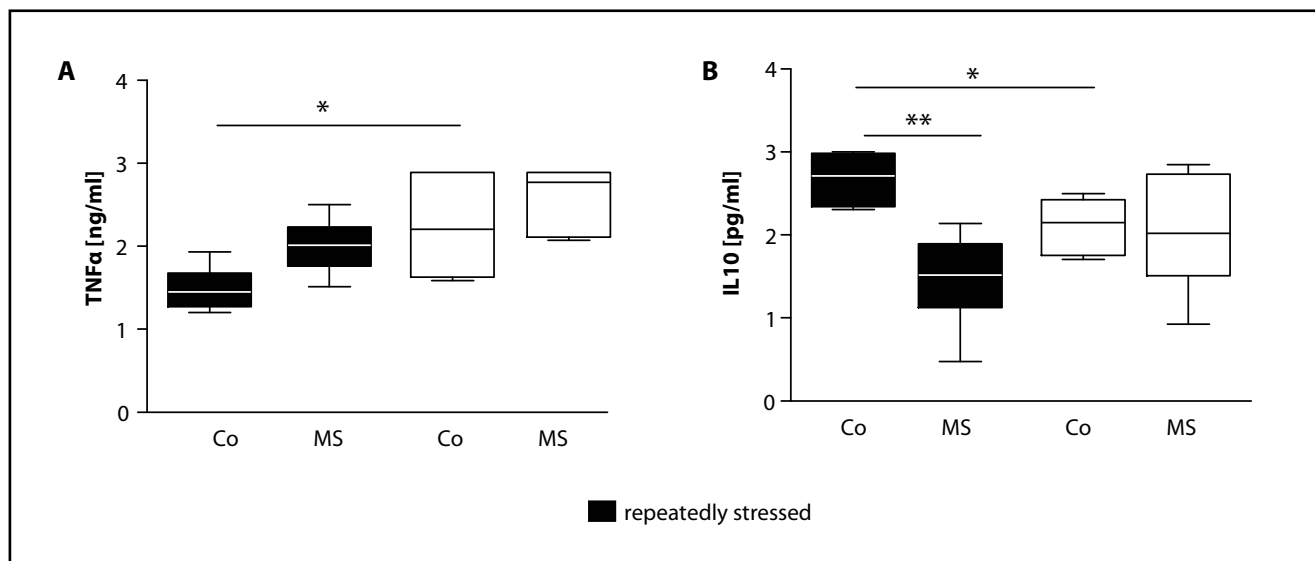 A
TNFα [ng/ml]
4
3
2
1
0
*
Co
MS
Co
MS
B
IL10 [pg/ml]
4
3
2
1
0
*
**
Co
MS
Co
MS
repeatedly stressed